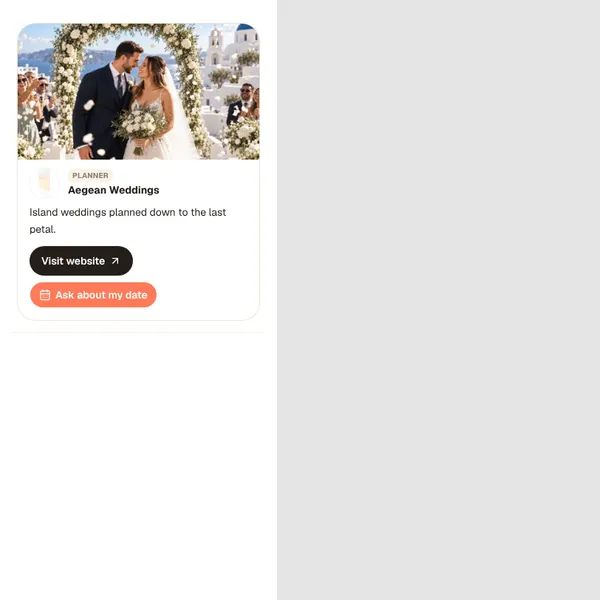 PLANNER
Aegean Weddings
Island weddings planned down to the last
petal.
Visit website
Ask about my date